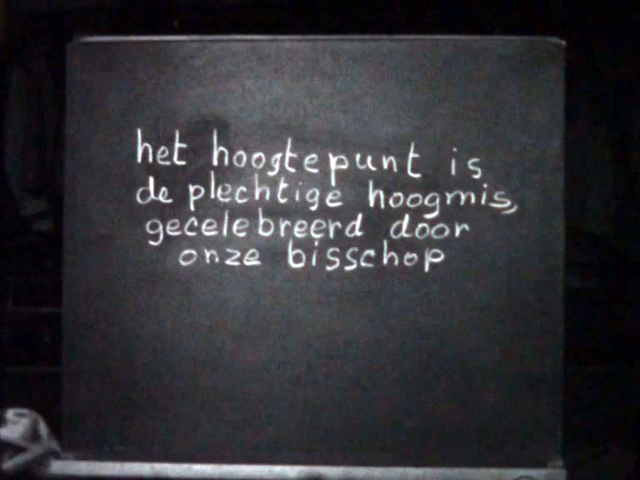 het hoogtepunt is
de plechtige hoogmis,
gecelebreerd door
onze bisschop